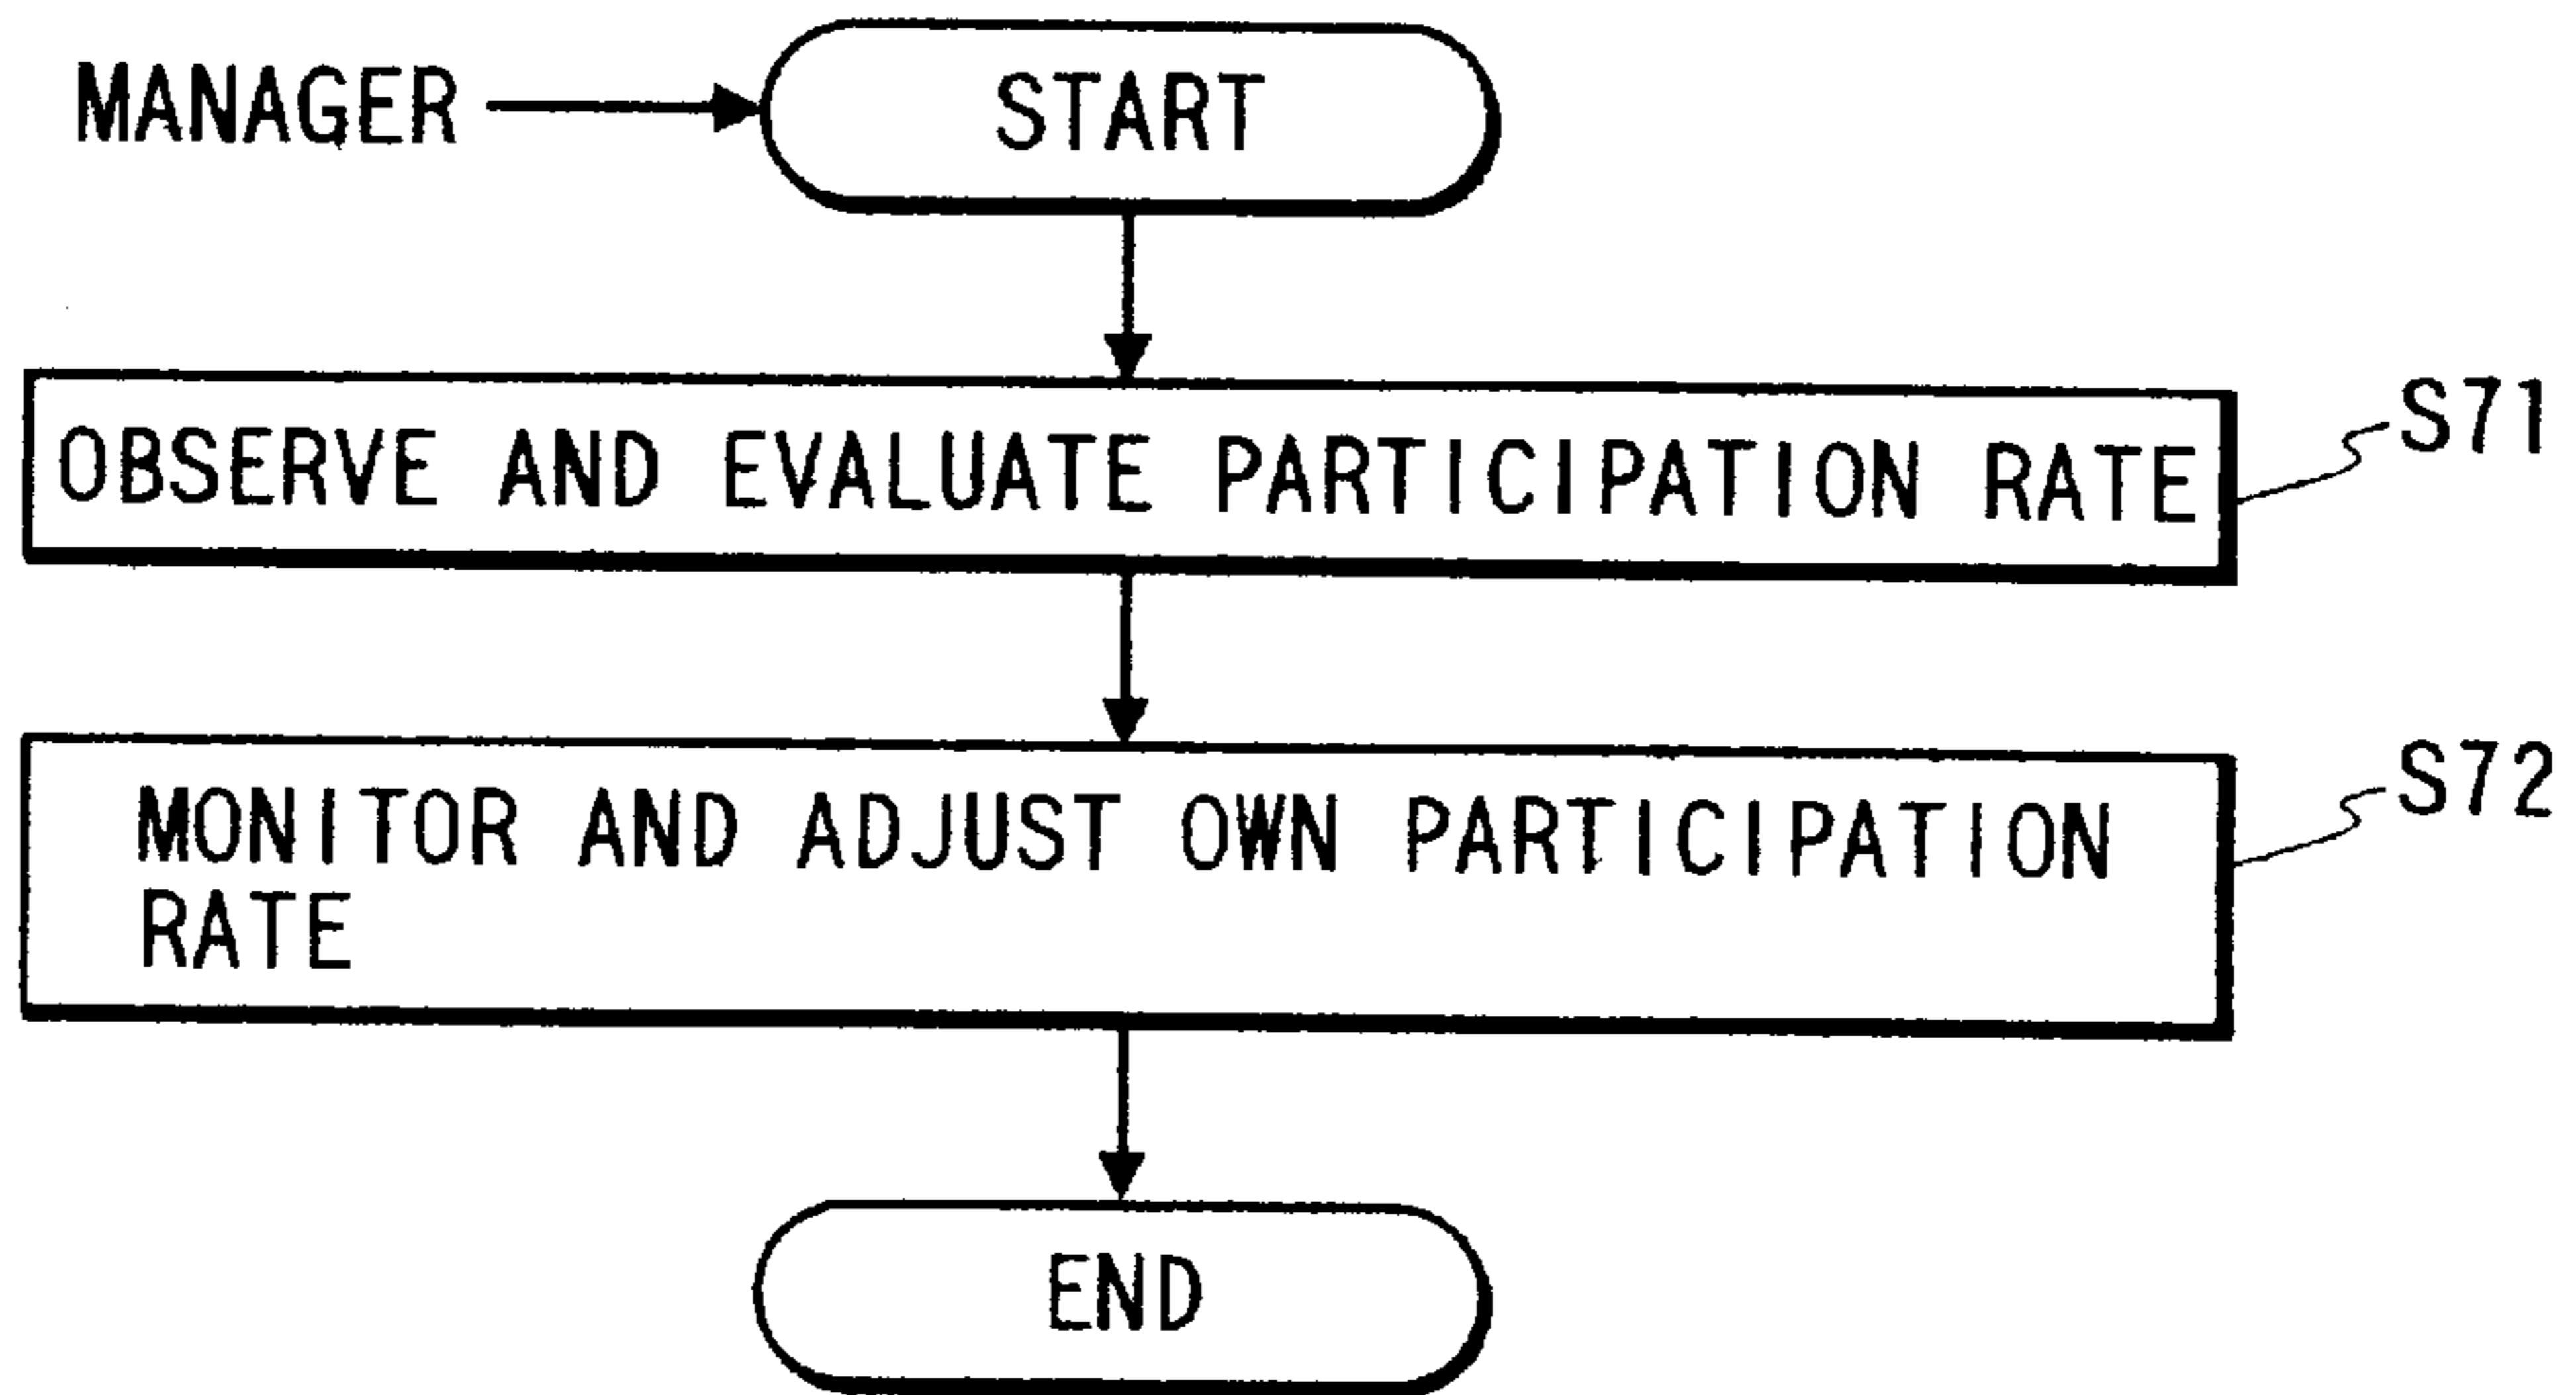 MANAGER
START
OBSERVE AND EVALUATE PARTICIPATION RATE
S71
MONITOR AND ADJUST OWN PARTICIPATION
RATE
S72
END